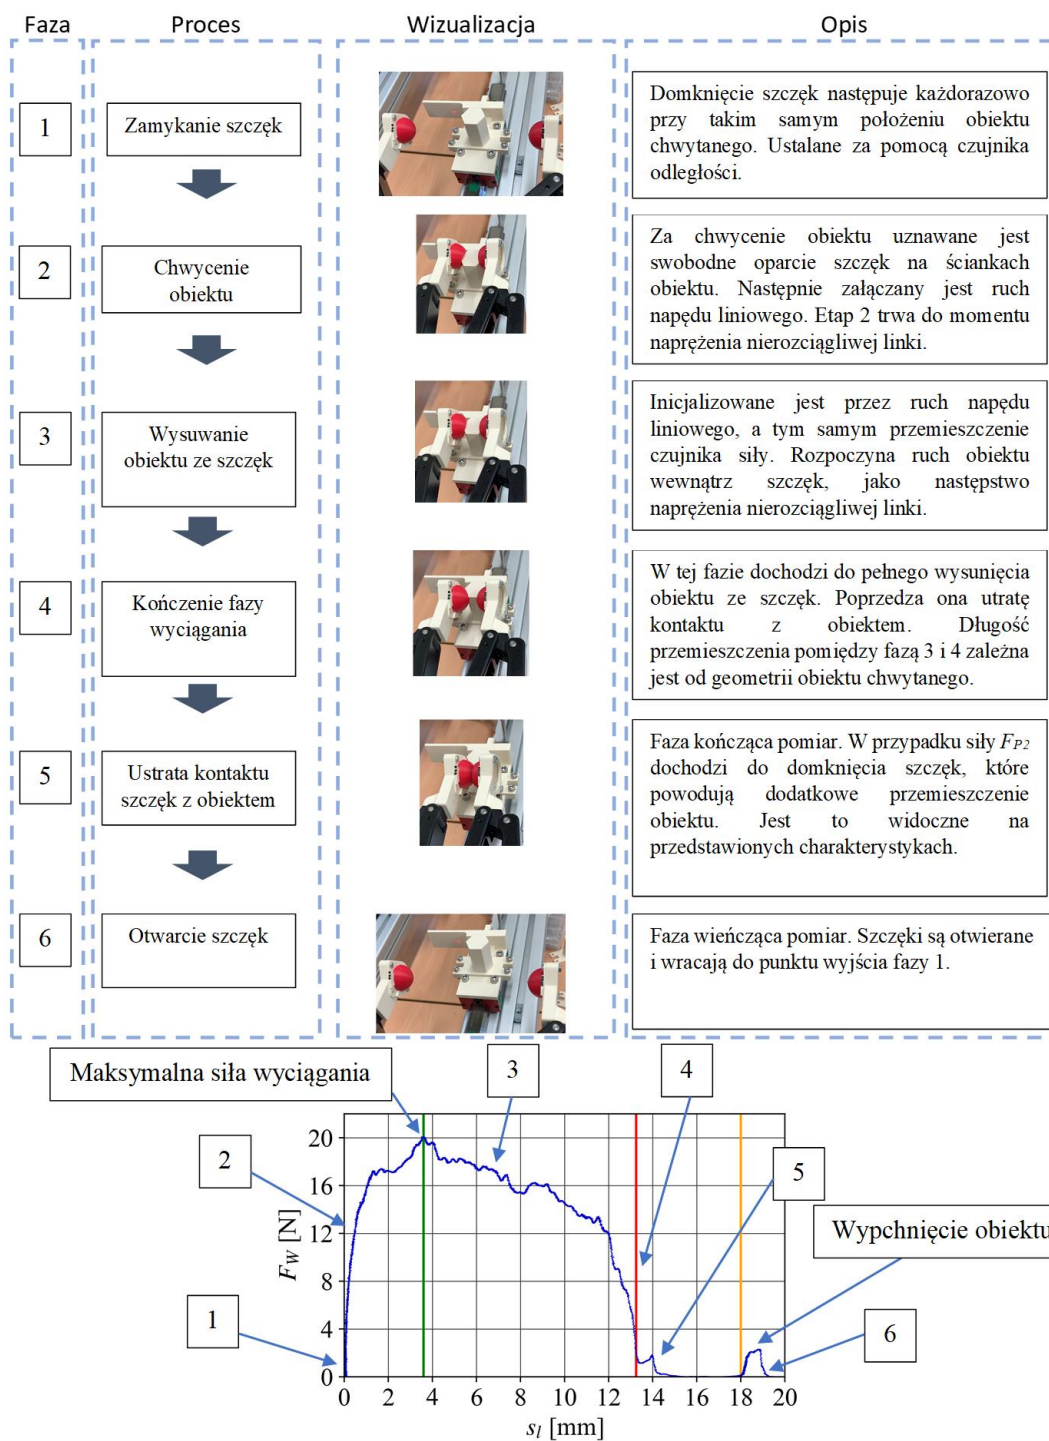 Faza Proces Wizualizacja Opis
1
Zamykanie szczęk
Domknięcie szczęk następuje każdorazowo
przy takim samym położeniu obiektu
chwytanego. Ustalane za pomocą czujnika
odległości.
2
Chwycenie
obiektu
Za chwycenie obiektu uznawane jest
swobodne oparcie szczęk na ściankach
obiektu. Następnie załączany jest ruch
napędu liniowego. Etap 2 trwa do momentu
naprężenia nierozciągliwej linki.
3
Wysuwanie
obiektu ze szczęk
Inicjalizowane jest przez ruch napędu
liniowego, a tym samym przemieszczenie
czujnika siły. Rozpoczyna ruch obiektu
wewnątrz szczęk, jako następstwo
naprężenia nierozciągliwej linki.
4
Kończenie fazy
wyciągania
W tej fazie dochodzi do pełnego wysunięcia
obiektu ze szczęk. Poprzedza ona utratę
kontaktu z obiektem. Długość
przemieszczenia pomiędzy fazą 3 i 4 zależna
jest od geometrii obiektu chwytanego.
5
Ustrata kontaktu
szczęk z obiektem
Faza kończąca pomiar. W przypadku siły FP2
dochodzi do domknięcia szczęk, które
powodują dodatkowe przemieszczenie
obiektu. Jest to widoczne na
przedstawionych charakterystykach.
6
Otwarcie szczęk
Faza wieńcząca pomiar. Szczęki są otwierane
i wracają do punktu wyjścia fazy 1.
Maksymalna siła wyciągania
3
4
2
5
Wypchnięcie obiektu
1
6
FW [N]
20
16
12
8
4
0
0 2 4 6 8 10 12 14 16 18 20
sl [mm]